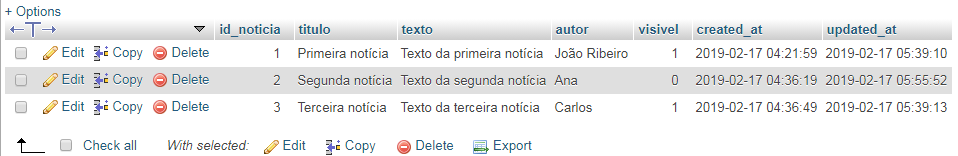 + Options
id_noticia titulo texto autor visivel created_at updated_at
Edit Copy Delete 1 Primeira notícia Texto da primeira notícia João Ribeiro 1 2019-02-17 04:21:59 2019-02-17 05:39:10
Edit Copy Delete 2 Segunda notícia Texto da segunda notícia Ana 0 2019-02-17 04:36:19 2019-02-17 05:55:52
Edit Copy Delete 3 Terceira notícia Texto da terceira notícia Carlos 1 2019-02-17 04:36:49 2019-02-17 05:39:13
Check all With selected: Edit Copy Delete Export